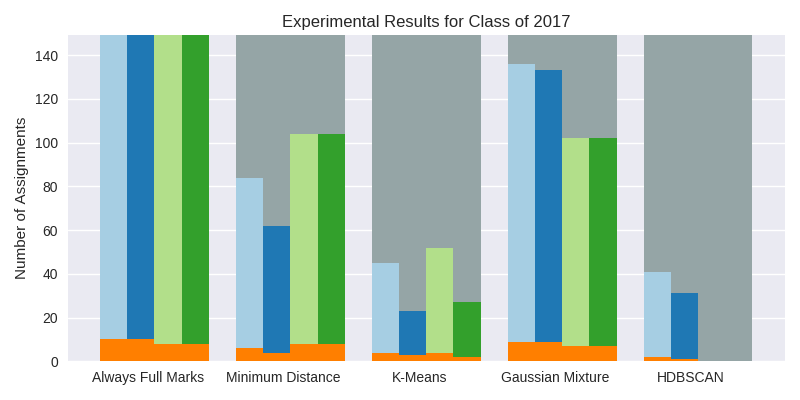 Experimental Results for Class of 2017
Number of Assignments
140
120
100
80
60
40
20
0
Always Full Marks
Minimum Distance
K-Means
Gaussian Mixture
HDBSCAN